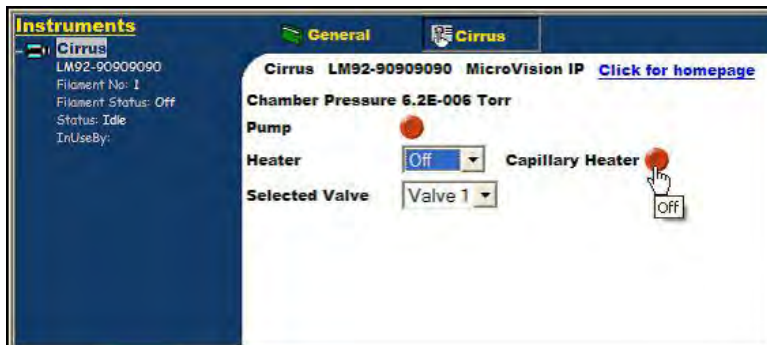 Instruments
Cirrus
LM92-90909090
Filament No: 1
Filament Status: Off
Status: Idle
InUseBy:
General
Cirrus
Cirrus LM92-90909090 MicroVision IP Click for homepage
Chamber Pressure 6.2E-006 Torr
Pump
Heater Off Capillary Heater
Off
Selected Valve Valve 1